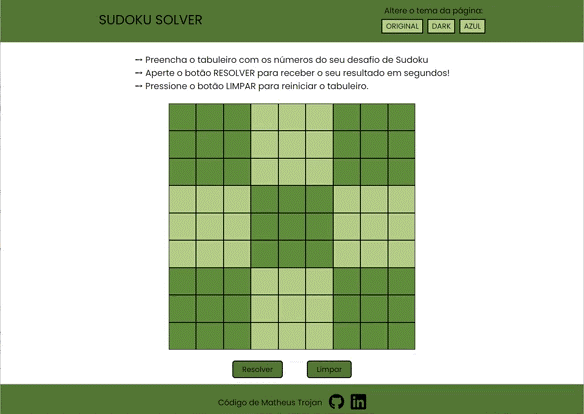 SUDOKU SOLVER
Altere o tema da página:
ORIGINAL DARK AZUL
→ Preencha o tabuleiro com os números do seu desafio de Sudoku
→ Aperte o botão RESOLVER para receber o seu resultado em segundos!
→ Pressione o botão LIMPAR para reiniciar o tabuleiro.
Resolver Limpar
Código de Matheus Trojan